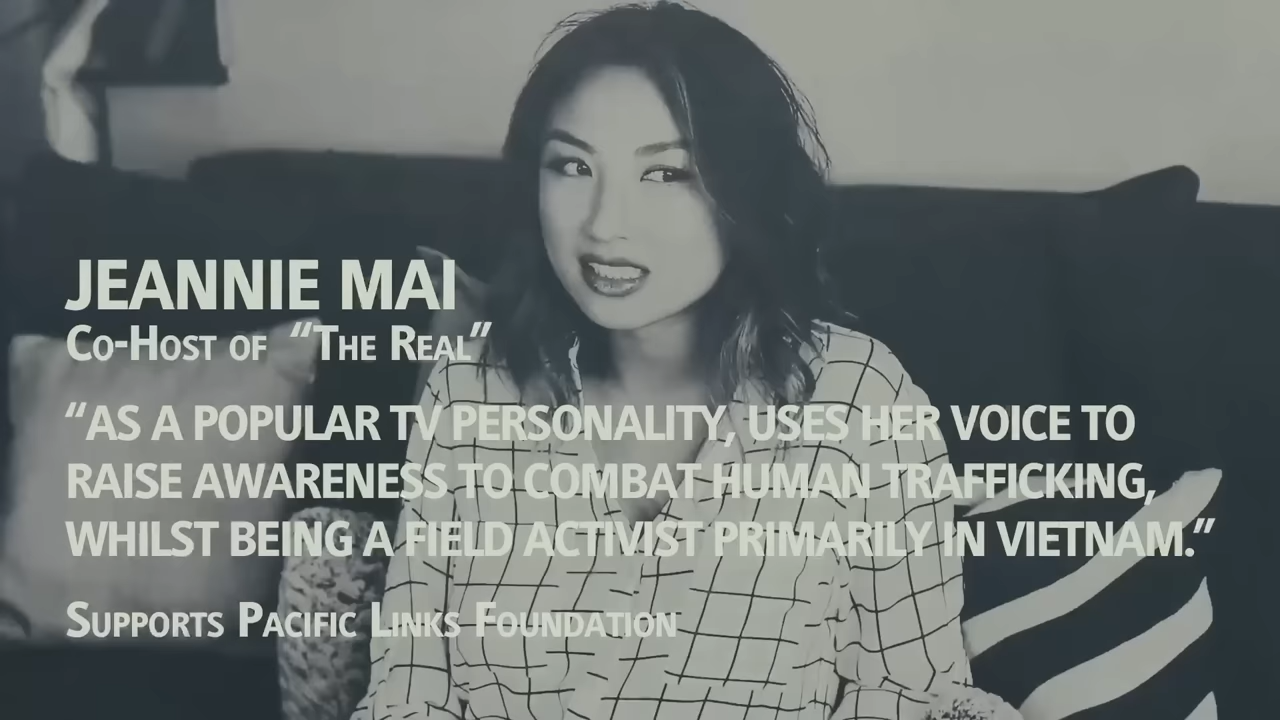 JEANNIE MAI
Co-Host of "The Real"
"AS A POPULAR TV PERSONALITY, USES HER VOICE TO
RAISE AWARENESS TO COMBAT HUMAN TRAFFICKING,
WHILST BEING A FIELD ACTIVIST PRIMARILY IN VIETNAM."
Supports Pacific Links Foundation